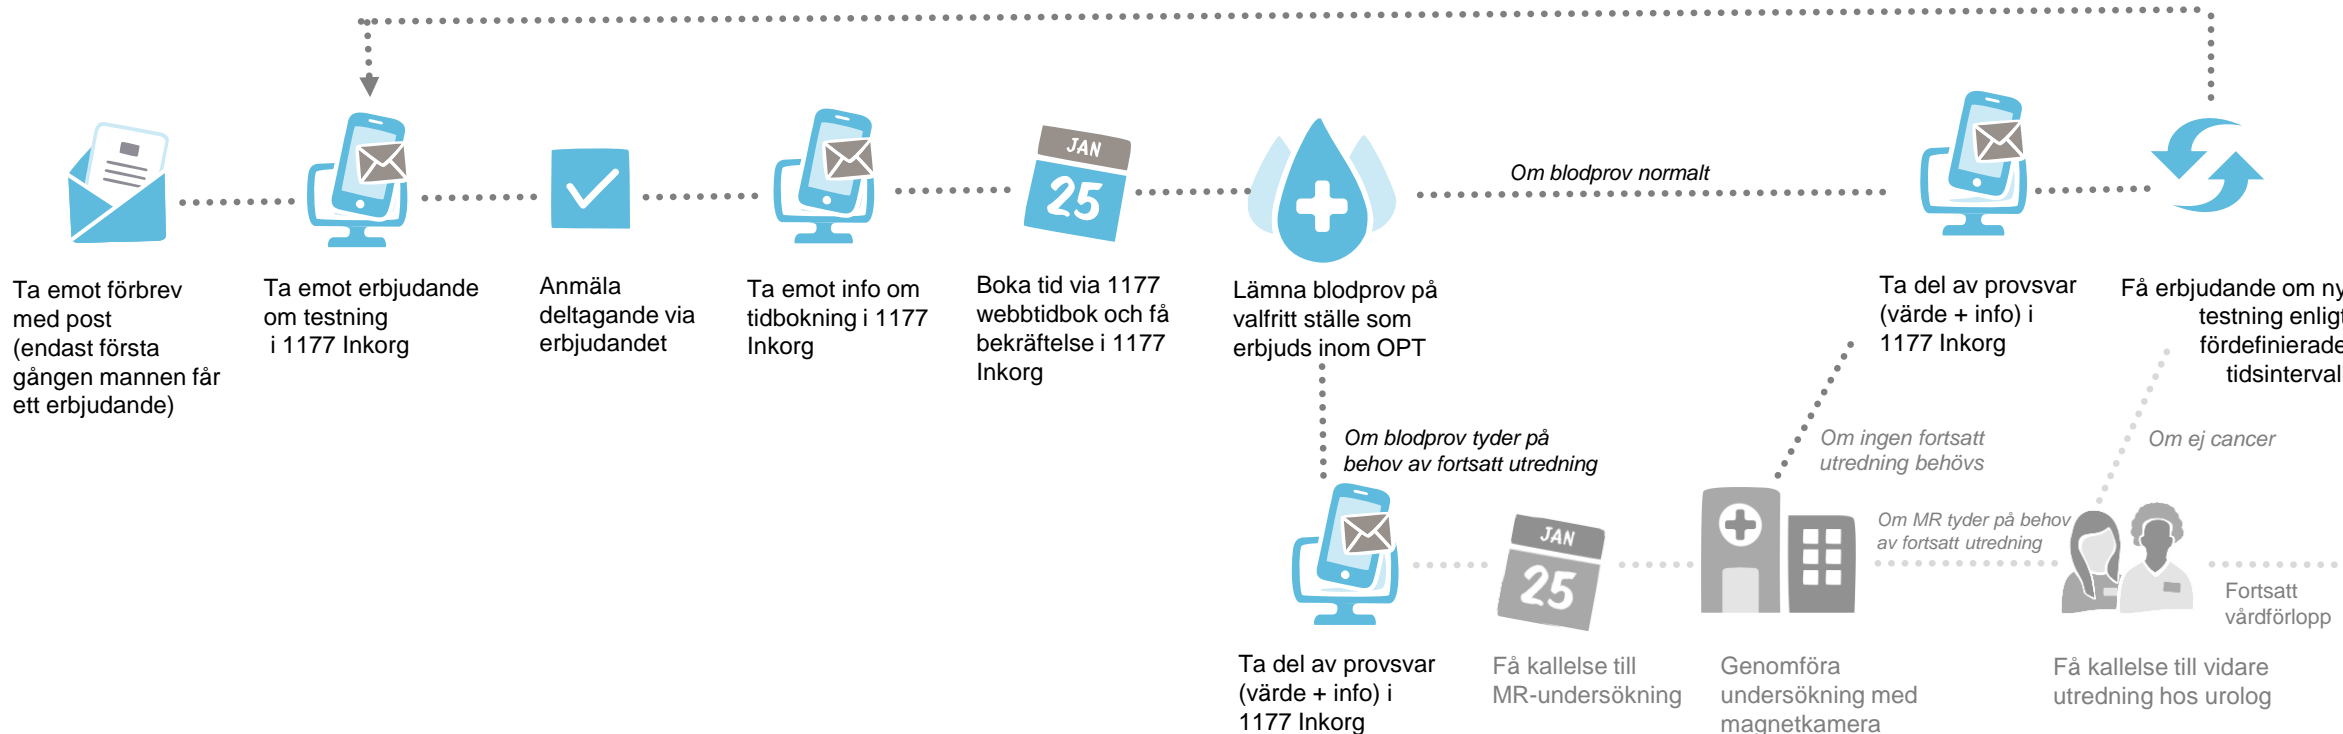 JAN
25
JAN
25
Om blodprov normalt
Ta emot förbrev
med post
(endast första
gången mannen får
ett erbjudande)
Ta emot erbjudande
om testning
i 1177 Inkorg
Anmäla
deltagande via
erbjudandet
Ta emot info om
tidbokning i 1177
Inkorg
Boka tid via 1177
webbtidbok och få
bekräftelse i 1177
Inkorg
Lämna blodprov på
valfritt ställe som
erbjuds inom OPT
Ta del av provsvar
(värde + info) i
1177 Inkorg
Få erbjudande om ny
testning enligt
fördefinierade
tidsinterval
Om blodprov tyder på
behov av fortsatt utredning
Om ingen fortsatt
utredning behövs
Om ej cancer
Om MR tyder på behov
av fortsatt utredning
Fortsatt
vårdförlopp
Ta del av provsvar
(värde + info) i
1177 Inkorg
Få kallelse till
MR-undersökning
Genomföra
undersökning med
magnetkamera
Få kallelse till vidare
utredning hos urolog